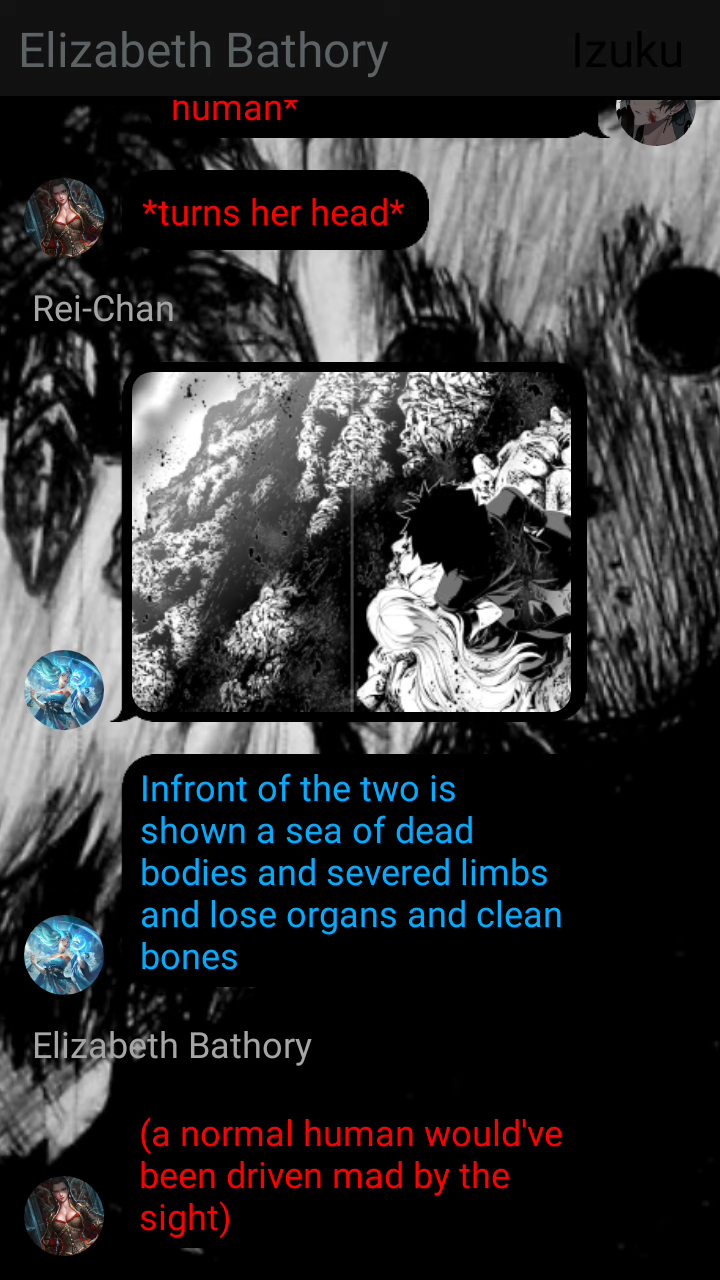 Elizabeth Bathory
Izuku
human*
*turns her head*
Rei-Chan
Infront of the two is
shown a sea of dead
bodies and severed limbs
and lose organs and clean
bones
Elizabeth Bathory
(a normal human would've
been driven mad by the
sight)